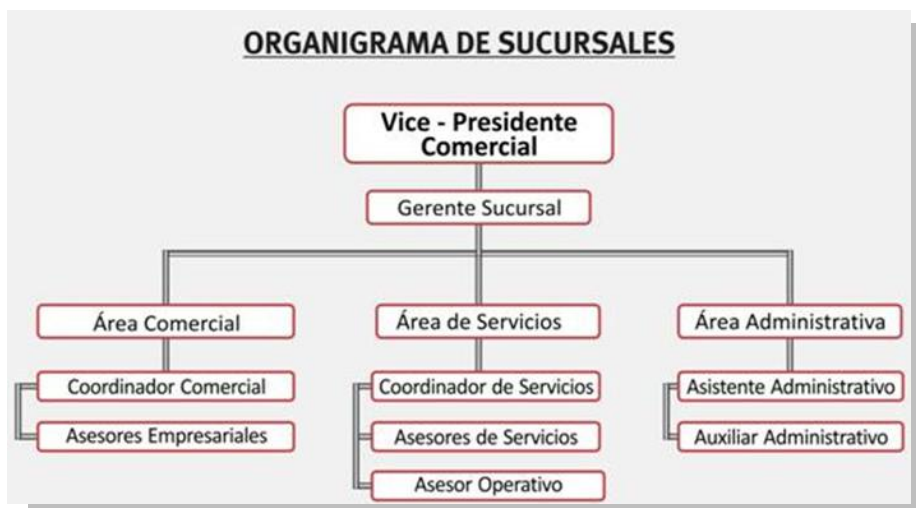 ORGANIGRAMA DE SUCURSALES
Vice - Presidente
Comercial
Gerente Sucursal
Área Comercial
Área de Servicios
Área Administrativa
Coordinador Comercial
Coordinador de Servicios
Asistente Administrativo
Asesores Empresariales
Asesores de Servicios
Auxiliar Administrativo
Asesor Operativo